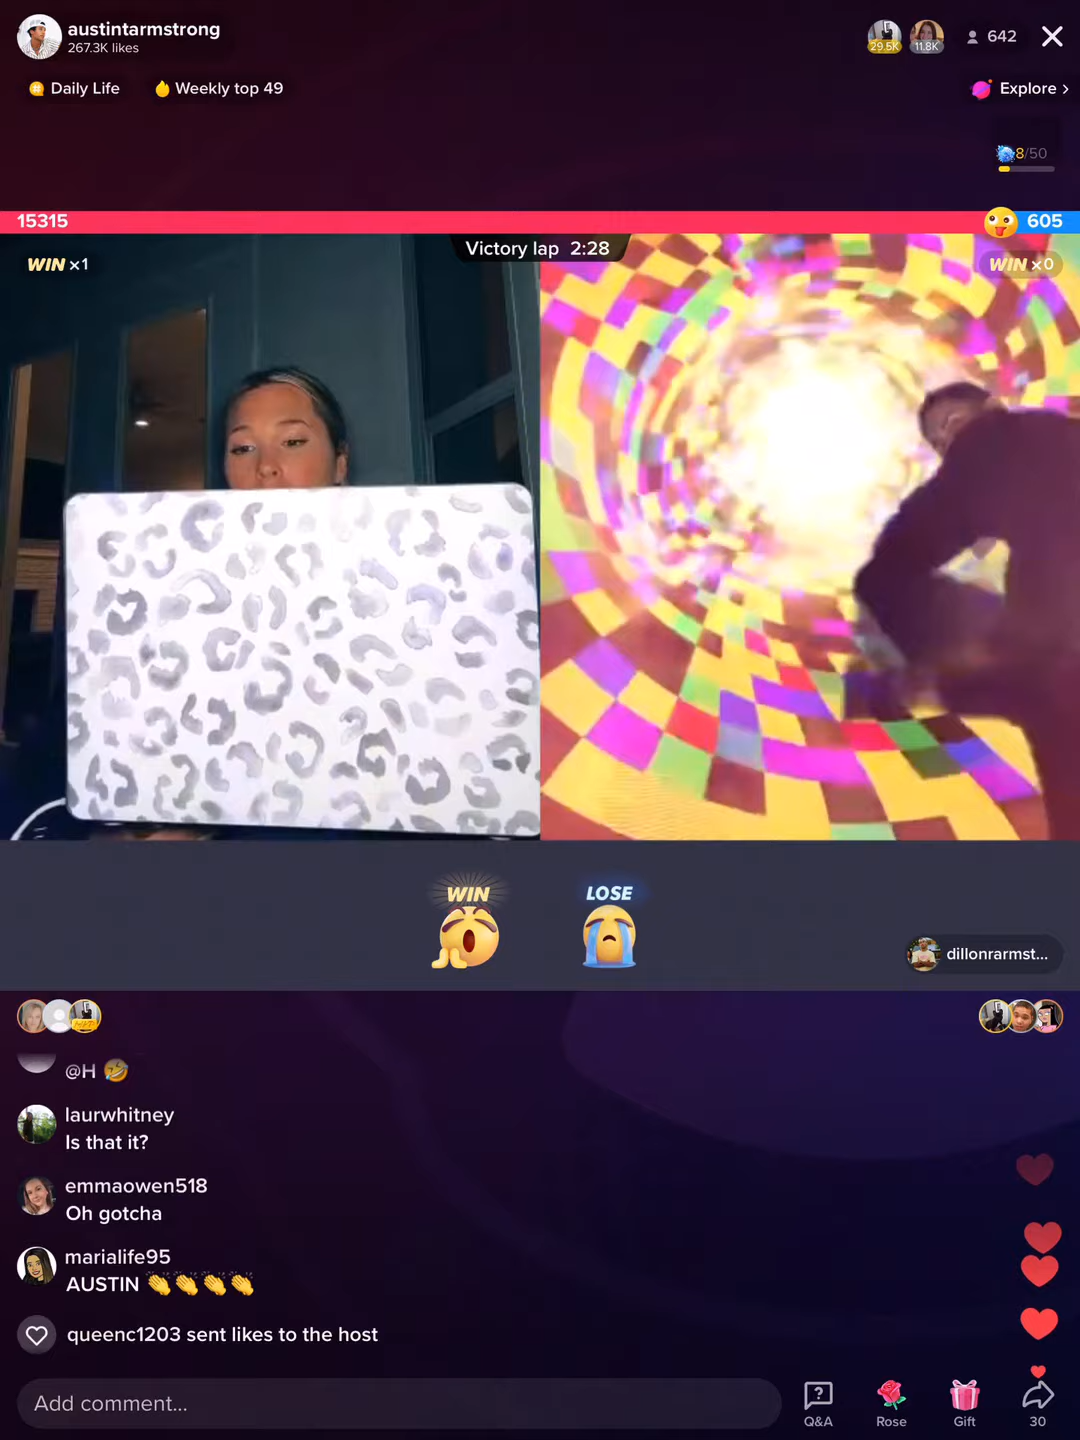 austintarmstrong
267.3K likes
29.5K
11.8K
642
Daily Life
Weekly top 49
Explore >
8/50
15315
605
Victory lap 2:28
WIN x1
WIN x0
WIN
LOSE
dillonrarmst...
@H 🤣
laurwhitney
Is that it?
emmaowen518
Oh gotcha
marialife95
AUSTIN 👏👏👏👏
queenc1203 sent likes to the host
Add comment...
Q&A
Rose
Gift
30